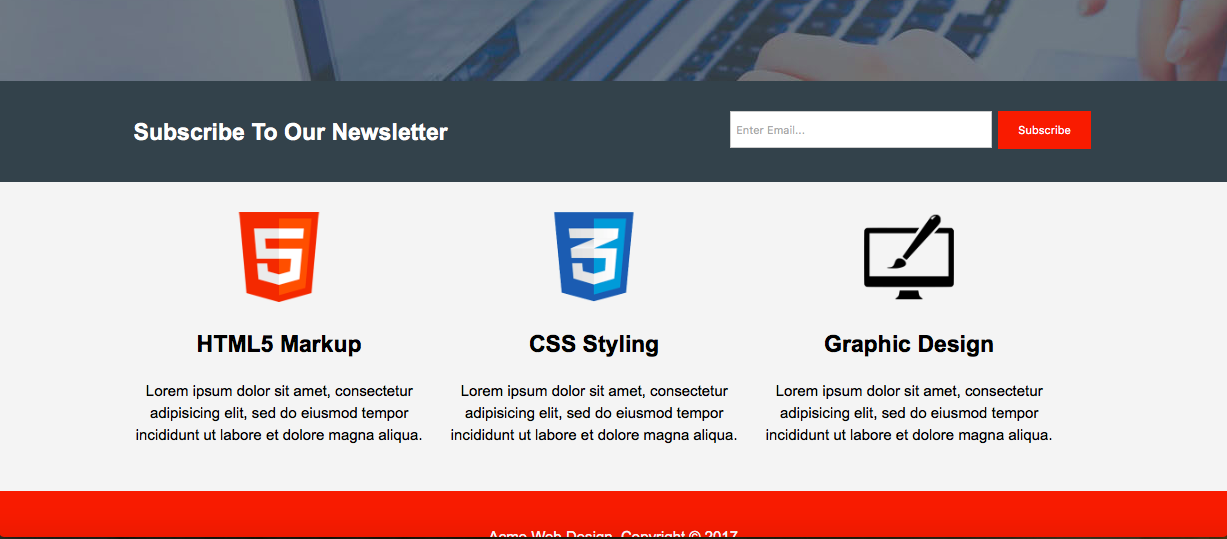 Subscribe To Our Newsletter
Enter Email...
Subscribe
5
3
HTML5 Markup
CSS Styling
Graphic Design
Lorem ipsum dolor sit amet, consectetur
adipisicing elit, sed do eiusmod tempor
incididunt ut labore et dolore magna aliqua.
Lorem ipsum dolor sit amet, consectetur
adipisicing elit, sed do eiusmod tempor
incididunt ut labore et dolore magna aliqua.
Lorem ipsum dolor sit amet, consectetur
adipisicing elit, sed do eiusmod tempor
incididunt ut labore et dolore magna aliqua.
Acme Web Design, Copyright © 2017